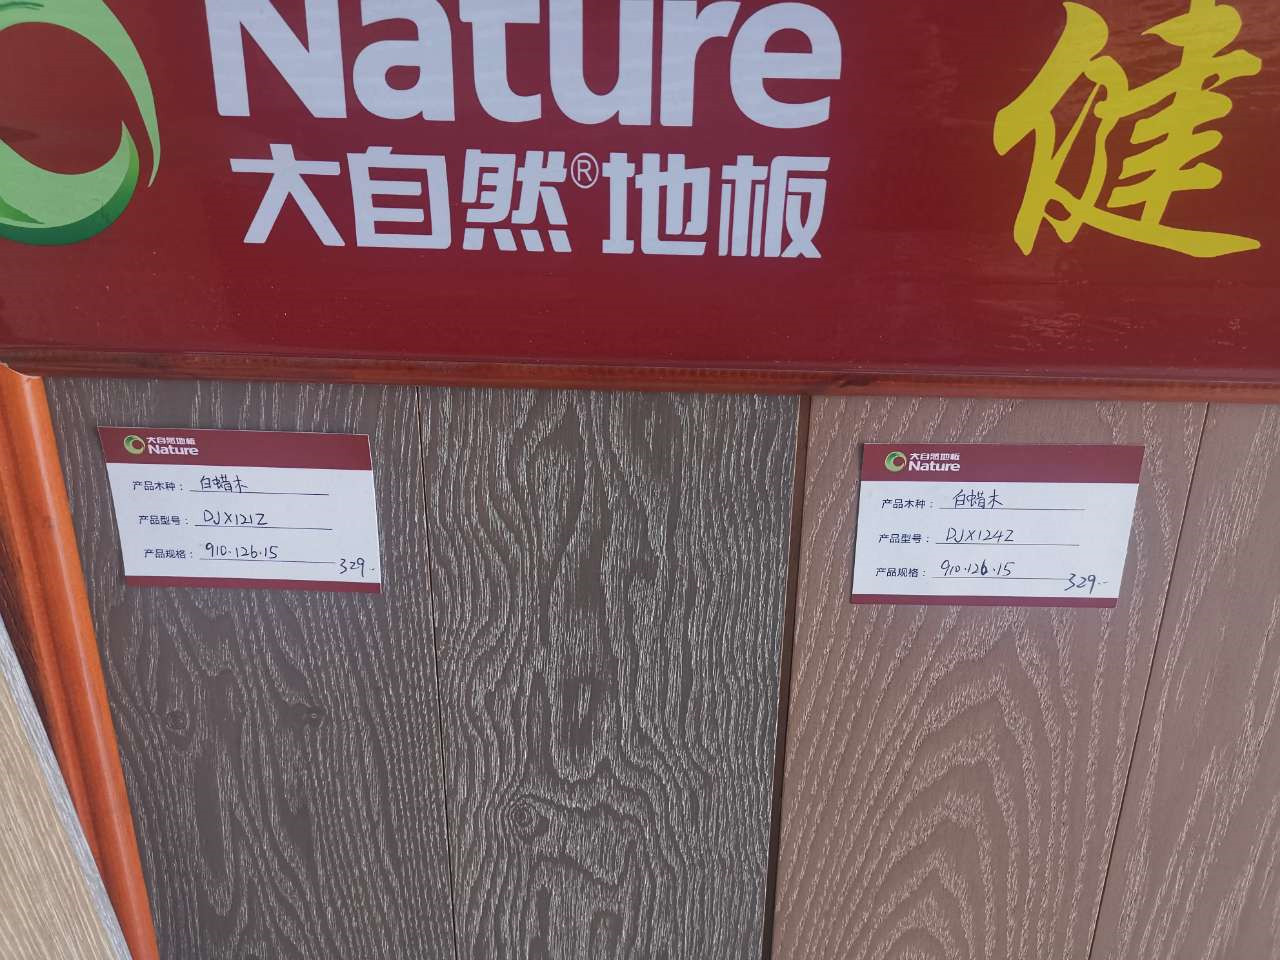 Nature
大自然®地板
健
大自然地板
Nature
产品木种：白蜡木
产品型号：DJX121Z
产品规格：910·126·15
329.-
大自然地板
Nature
产品木种：白蜡木
产品型号：DJX124Z
产品规格：910·126·15
329.-